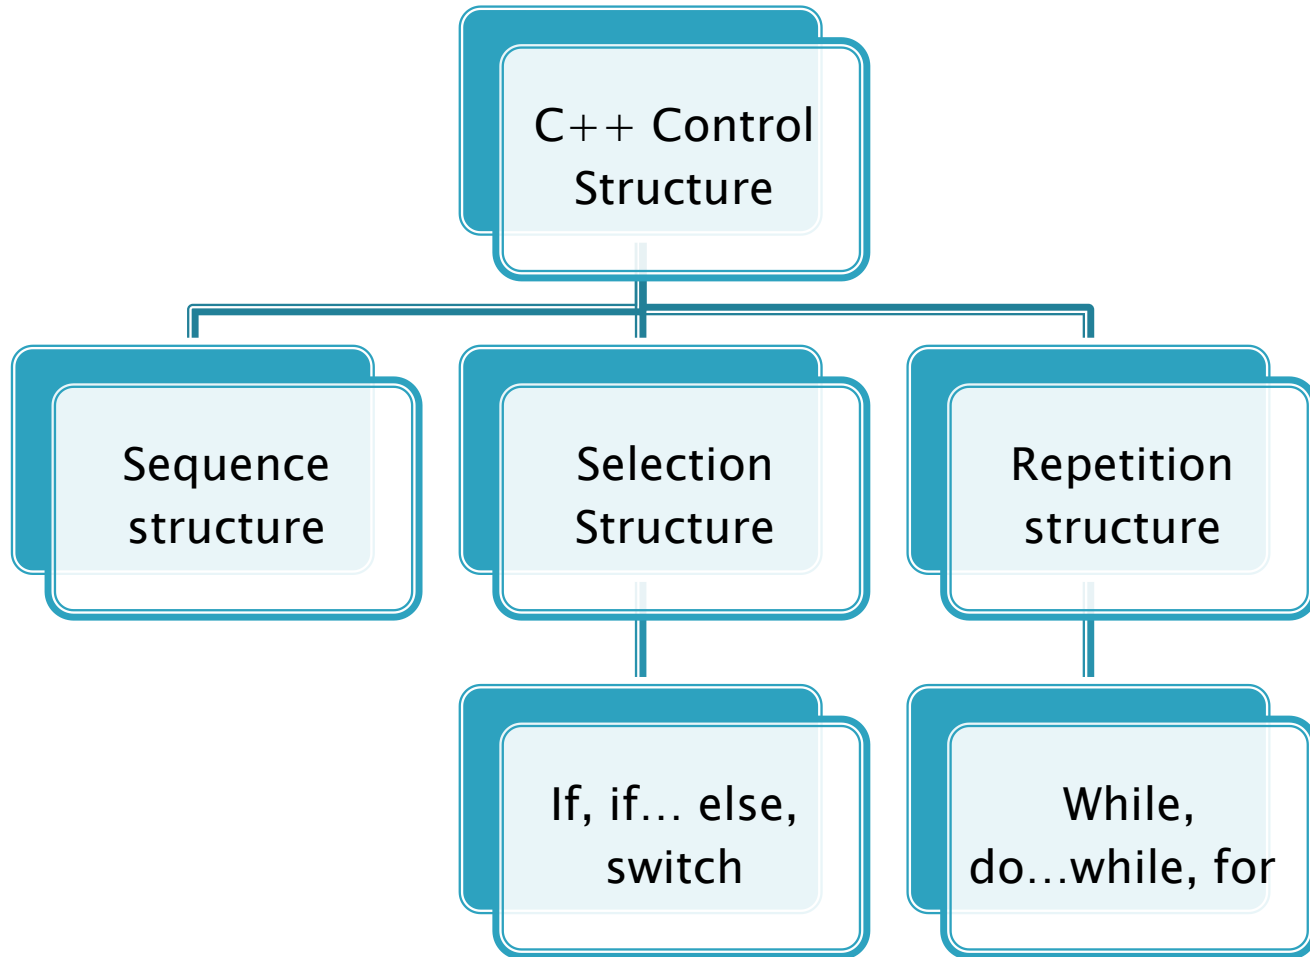 C++ Control
Structure
Sequence
structure
Selection
Structure
Repetition
structure
If, if... else,
switch
While,
do...while, for